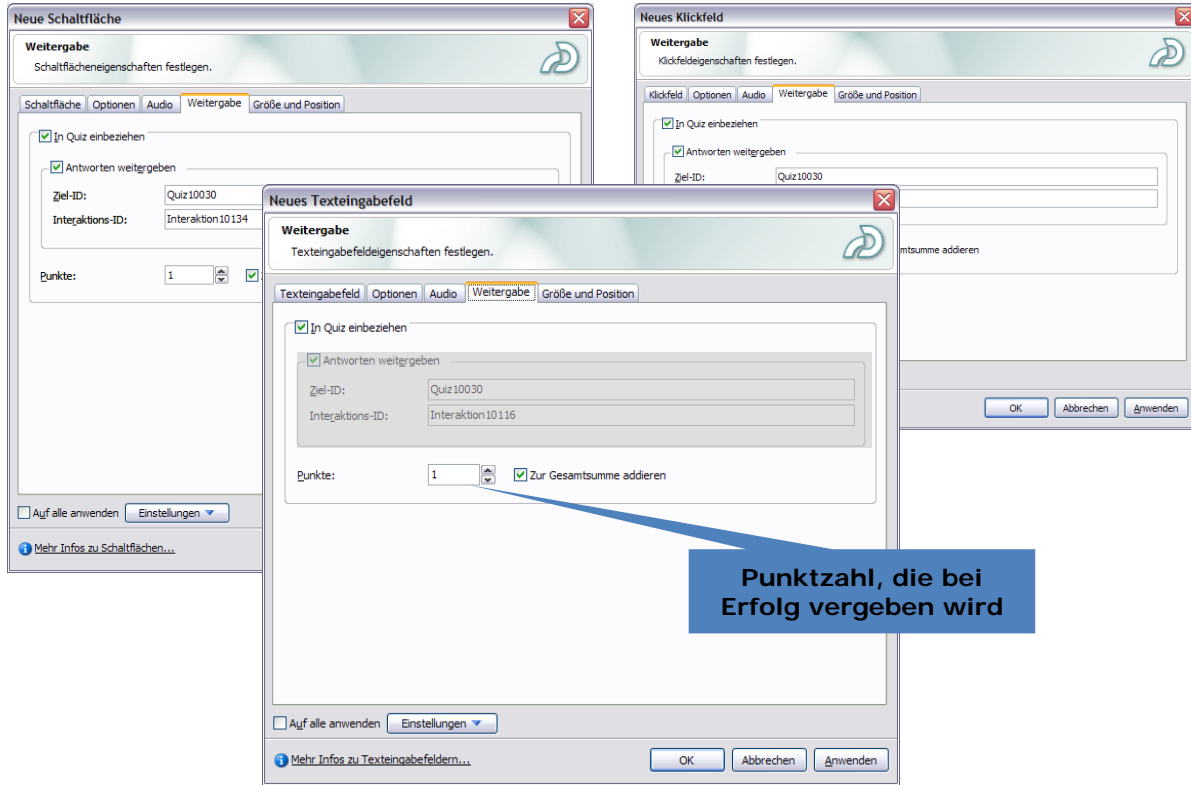 Neue Schaltfläche
Weitergabe
Schaltflächeneigenschaften festlegen.
Schaltfläche Optionen Audio Weitergabe Größe und Position
In Quiz einbeziehen
Antworten weitergeben
Ziel-ID: Quiz10030
Interaktions-ID: Interaktion10134
Punkte: 1
Auf alle anwenden Einstellungen
Mehr Infos zu Schaltflächen...
Neues Klickfeld
Weitergabe
Klickfeldeigenschaften festlegen.
Klickfeld Optionen Audio Weitergabe Größe und Position
In Quiz einbeziehen
Antworten weitergeben
Ziel-ID: Quiz10030
addieren
OK Abbrechen Anwenden
Neues Texteingabefeld
Weitergabe
Texteingabefeldeigenschaften festlegen.
Texteingabefeld Optionen Audio Weitergabe Größe und Position
In Quiz einbeziehen
Antworten weitergeben
Ziel-ID: Quiz10030
Interaktions-ID: Interaktion10116
Punkte: 1 Zur Gesamtsumme addieren
Punktzahl, die bei
Erfolg vergeben wird
Auf alle anwenden Einstellungen
Mehr Infos zu Texteingabefeldern...
OK Abbrechen Anwenden